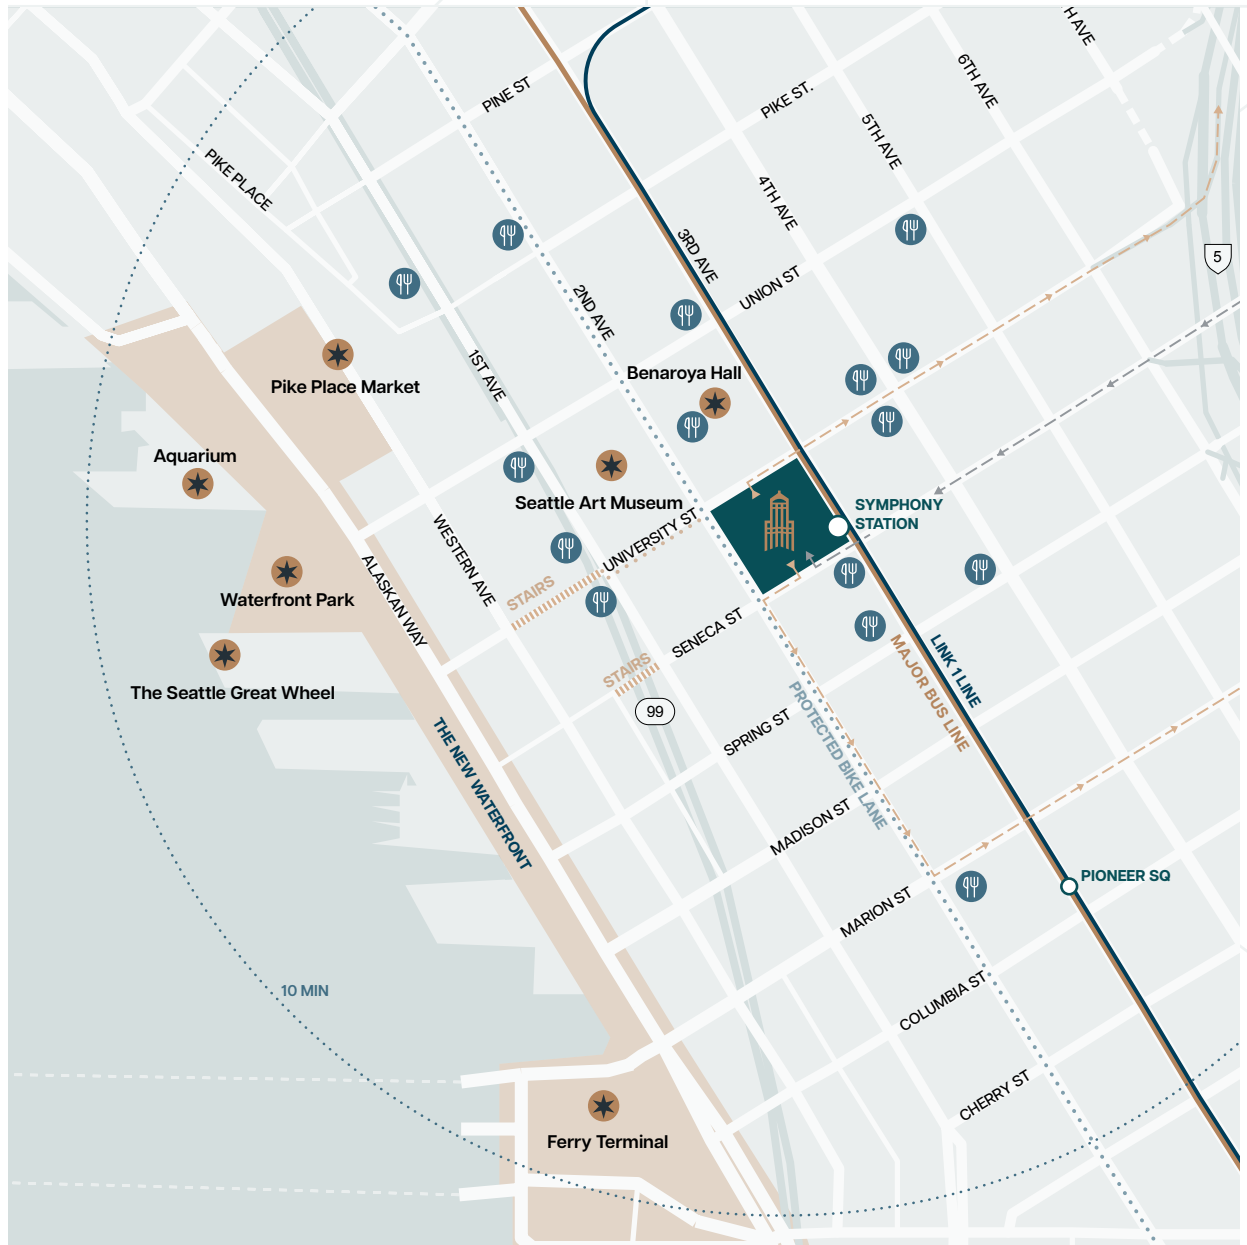 H AVE
6TH AVE
PINE ST
PIKE ST.
5TH AVE
PIKE PLACE
4TH AVE
3RD AVE
5
UNION ST
2ND AVE
1ST AVE
Benaroya Hall
Pike Place Market
Aquarium
Seattle Art Museum
SYMPHONY
STATION
UNIVERSITY ST
WESTERN AVE
ALASKAN WAY
STAIRS
Waterfront Park
SENECA ST
STAIRS
The Seattle Great Wheel
99
LINK 1 LINE
MAJOR BUS LINE
PROTECTED BIKE LANE
SPRING ST
THE NEW WATERFRONT
MADISON ST
PIONEER SQ
MARION ST
10 MIN
COLUMBIA ST
CHERRY ST
Ferry Terminal